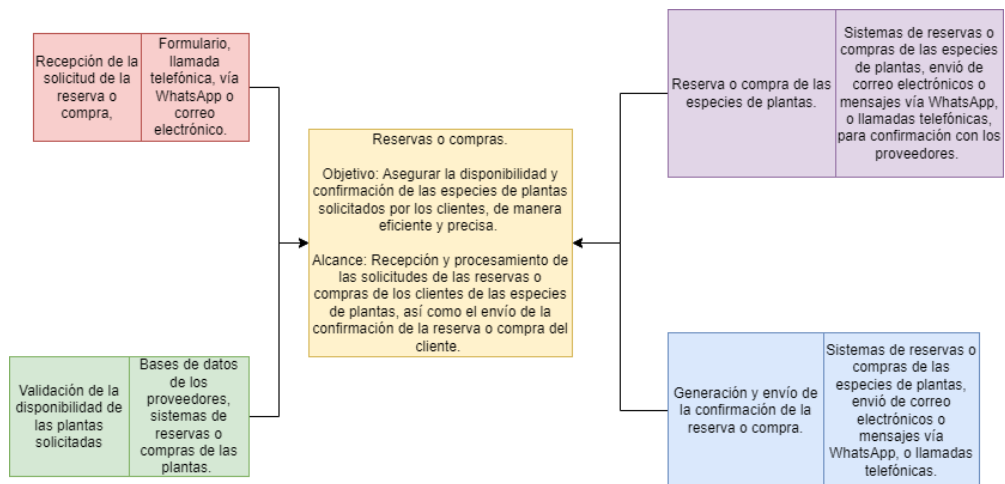 Recepción de la
solicitud de la
reserva o
compra,
Formulario,
llamada
telefónica, vía
WhatsApp o
correo
electrónico.
Validación de la
disponibilidad de
las plantas
solicitadas
Bases de datos
de los
proveedores,
sistemas de
reservas o
compras de las
plantas.
Reservas o compras.
Objetivo: Asegurar la disponibilidad y
confirmación de las especies de plantas
solicitados por los clientes, de manera
eficiente y precisa.
Alcance: Recepción y procesamiento de
las solicitudes de las reservas o
compras de los clientes de las especies
de plantas, así como el envío de la
confirmación de la reserva o compra del
cliente.
Reserva o compra de las
especies de plantas.
Sistemas de reservas o
compras de las especies
de plantas, envió de
correo electrónicos o
mensajes vía WhatsApp,
o llamadas telefónicas,
para confirmación con los
proveedores.
Generación y envío de
la confirmación de la
reserva o compra.
Sistemas de reservas o
compras de las
especies de plantas,
envió de correo
electrónicos o
mensajes vía
WhatsApp, o llamadas
telefónicas.